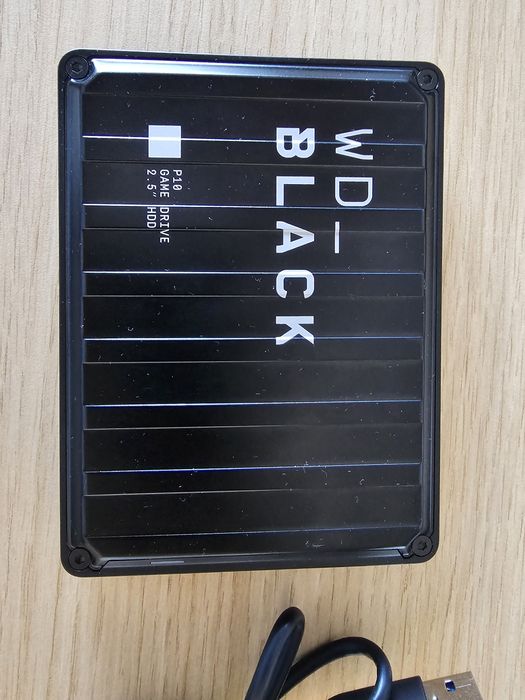 WD_
BLACK
P10
GAME DRIVE
2.5" HDD